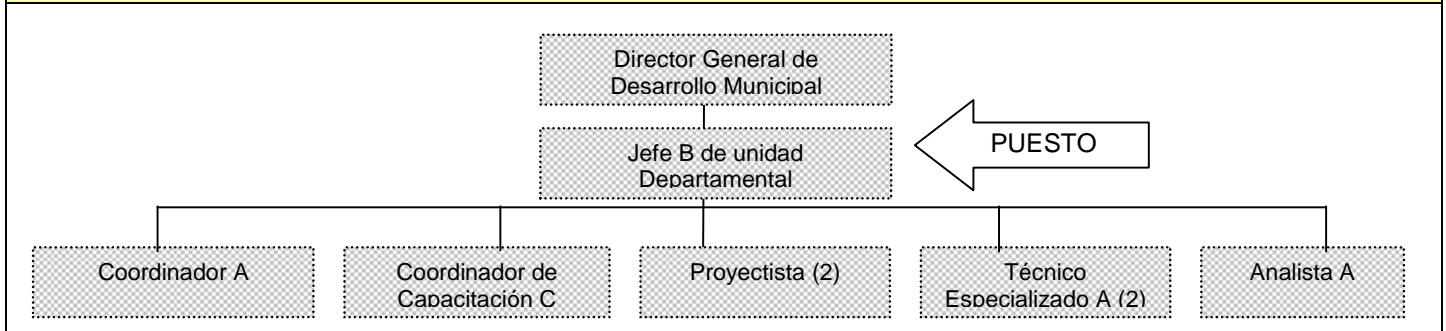 Director General de
Desarrollo Municipal
Jefe B de unidad
Departamental
PUESTO
Coordinador A
Coordinador de
Capacitación C
Proyectista (2)
Técnico
Especializado A (2)
Analista A